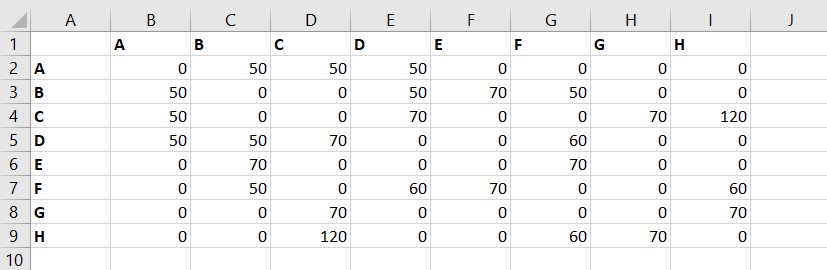 A B C D E F G H I J
1 A B C D E F G H
2 A 0 50 50 50 0 0 0 0
3 B 50 0 0 50 70 50 0 0
4 C 50 0 0 70 0 0 70 120
5 D 50 50 70 0 0 60 0 0
6 E 0 70 0 0 0 70 0 0
7 F 0 50 0 60 70 0 0 60
8 G 0 0 70 0 0 0 0 70
9 H 0 0 120 0 0 60 70 0
10